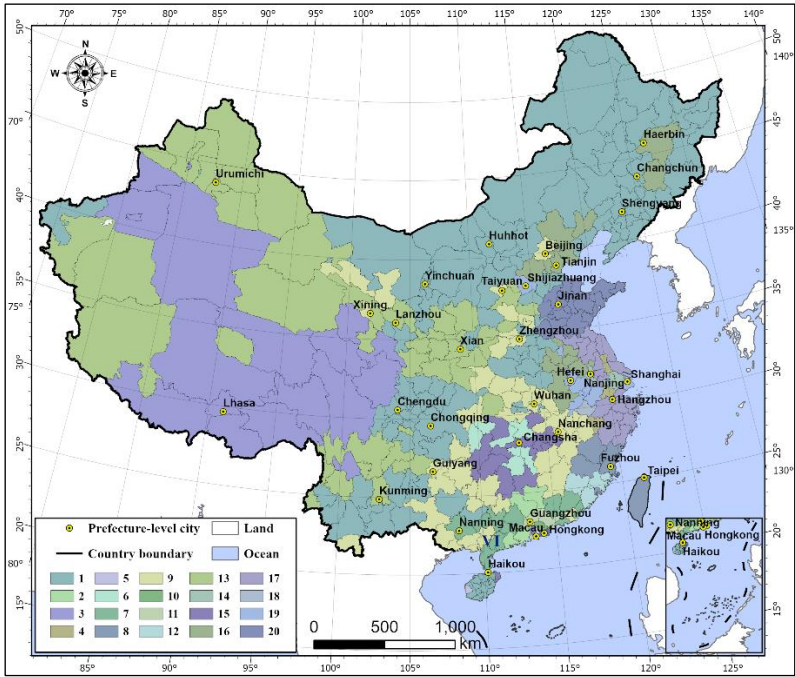 70° 75° 80° 85° 90° 95° 100° 105° 110° 115° 120° 125° 130° 135° 140° 145°
50°
50°
140°
N
W E
S
70°
45°
45°
Haerbin
Changchun
Urumichi
Shengyang
40°
40°
Huhhot
Beijing
Tianjin
Yinchuan
Taiyuan
Shijiazhuang
35°
35°
Jinan
Xining
Lanzhou
75°
Zhengzhou
Xian
30°
30°
Hefei
Shanghai
Nanjing
Chengdu
Wuhan
Hangzhou
Lhasa
Chongqing
Nanchang
25°
25°
Changsha
Fuzhou
130°
Guiyang
Taipei
Kunming
20°
20°
Guangzhou
Nanning
Macau
Hongkong
VI
Haikou
80°
15°
15°
Prefecture-level city
Land
Country boundary
Ocean
1 5 9 13 17
2 6 10 14 18
3 7 11 15 19
4 8 12 16 20
0 500 1,000
km
Nanning
Macau
Hongkong
Haikou
85° 90° 95° 100° 105° 110° 115° 120° 125°